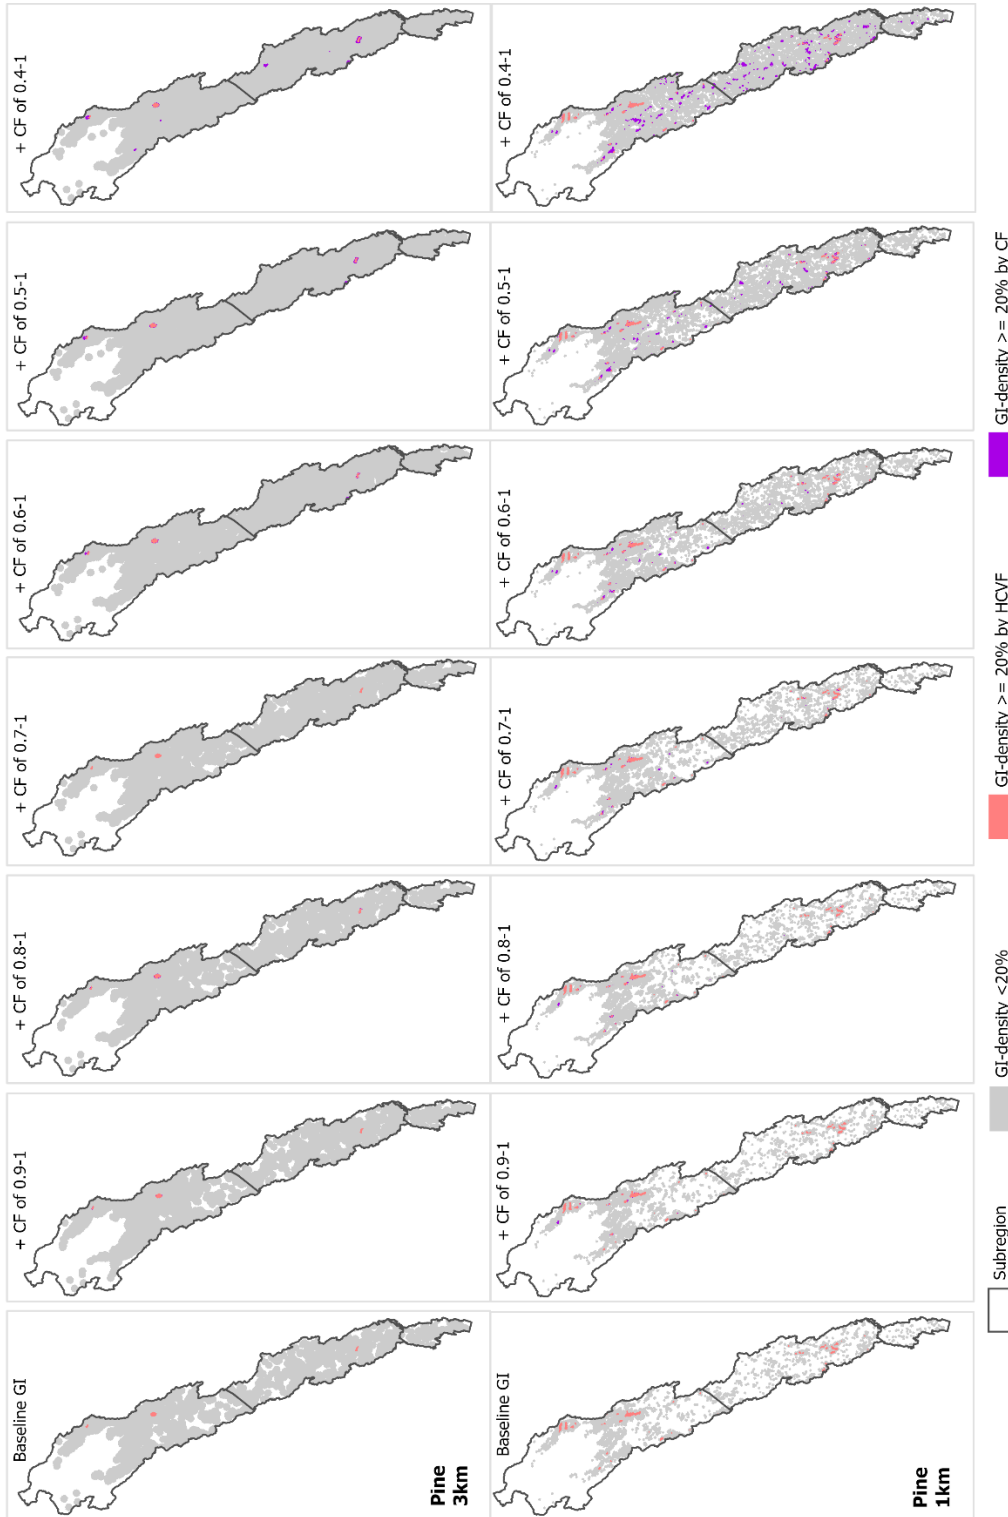 Baseline GI
+ CF of 0.9-1
+ CF of 0.8-1
+ CF of 0.7-1
+ CF of 0.6-1
+ CF of 0.5-1
+ CF of 0.4-1
Pine
3km
Baseline GI
+ CF of 0.9-1
+ CF of 0.8-1
+ CF of 0.7-1
+ CF of 0.6-1
+ CF of 0.5-1
+ CF of 0.4-1
Pine
1km
Subregion
GI-density <20%
GI-density >= 20% by HCVF
GI-density >= 20% by CF